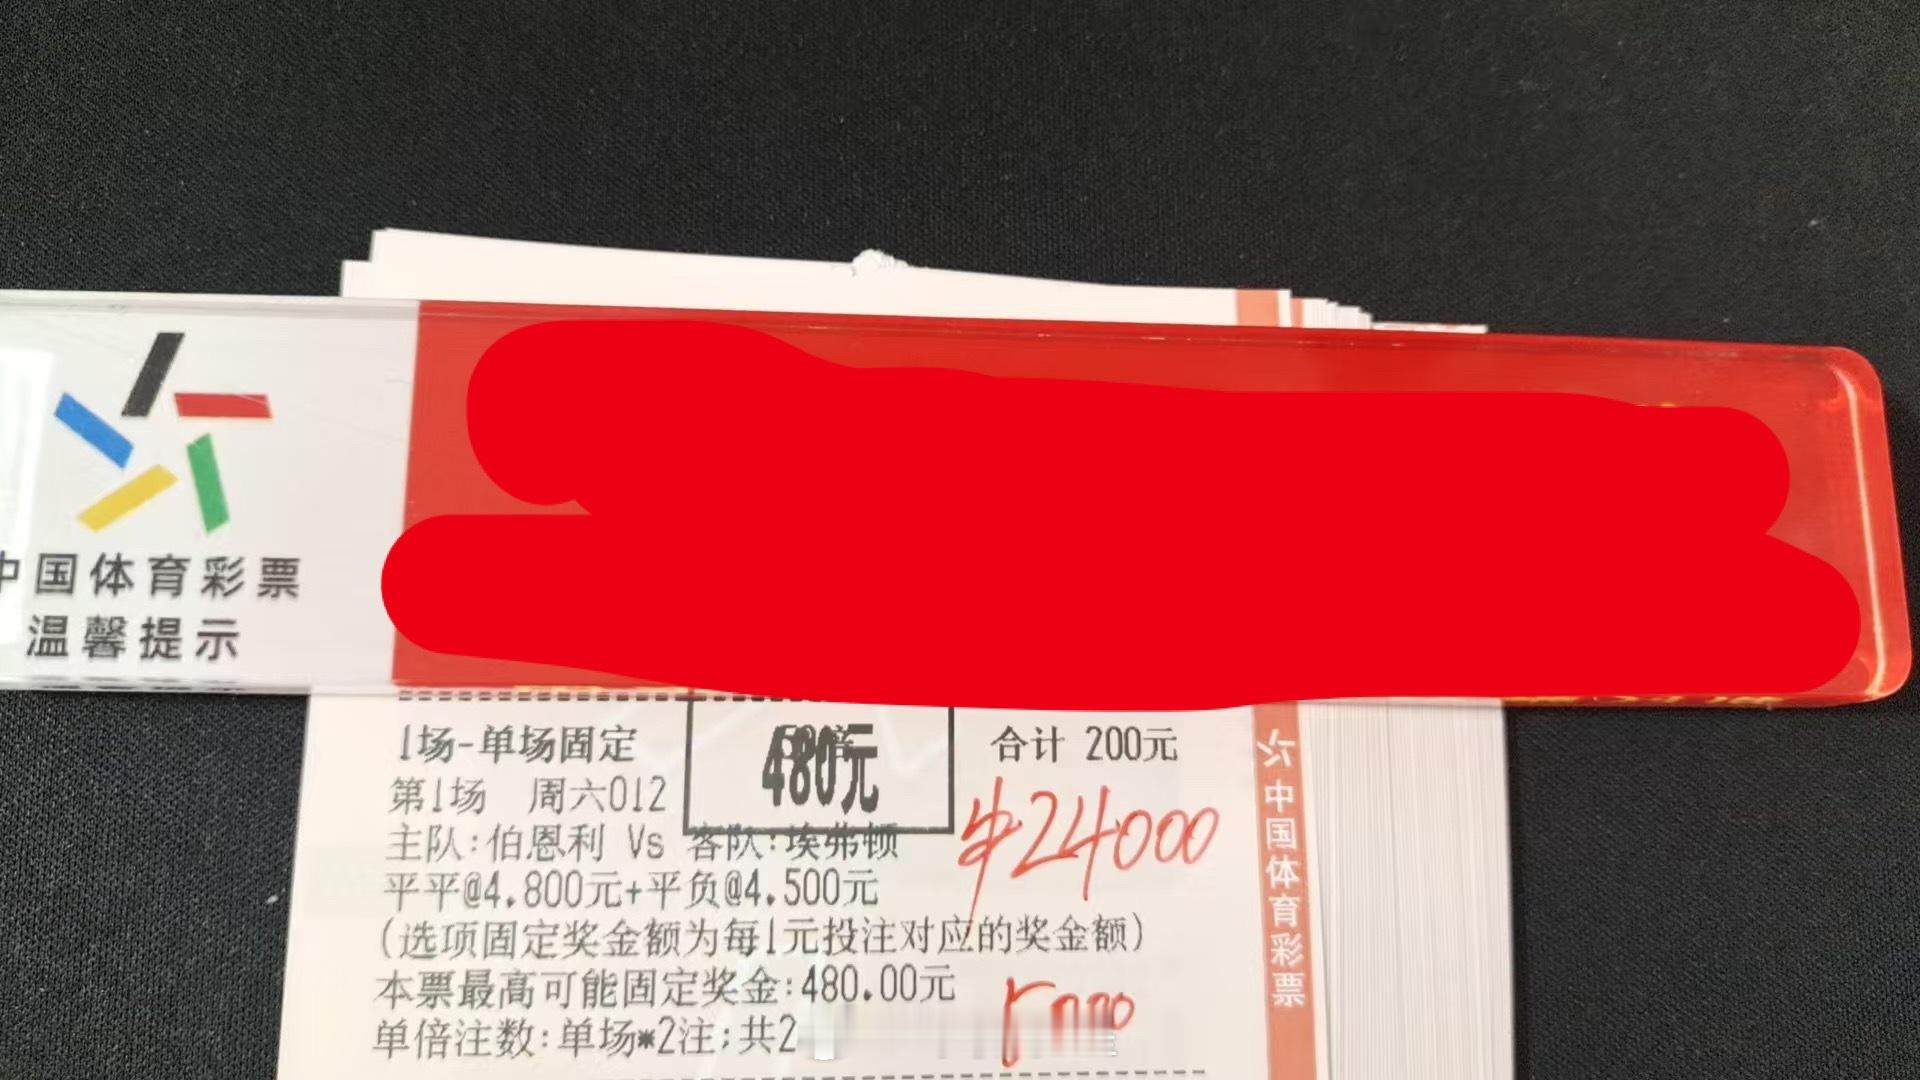 中国体育彩票
温馨提示
1场-单场固定
480元
合计 200元
第1场 周六012
中24000
主队:伯恩利 Vs 客队:埃弗顿
平平@4.800元+平负@4.500元
(选项固定奖金额为每1元投注对应的奖金额)
本票最高可能固定奖金:480.00元
单倍注数:单场*2注;共2
中国体育彩票